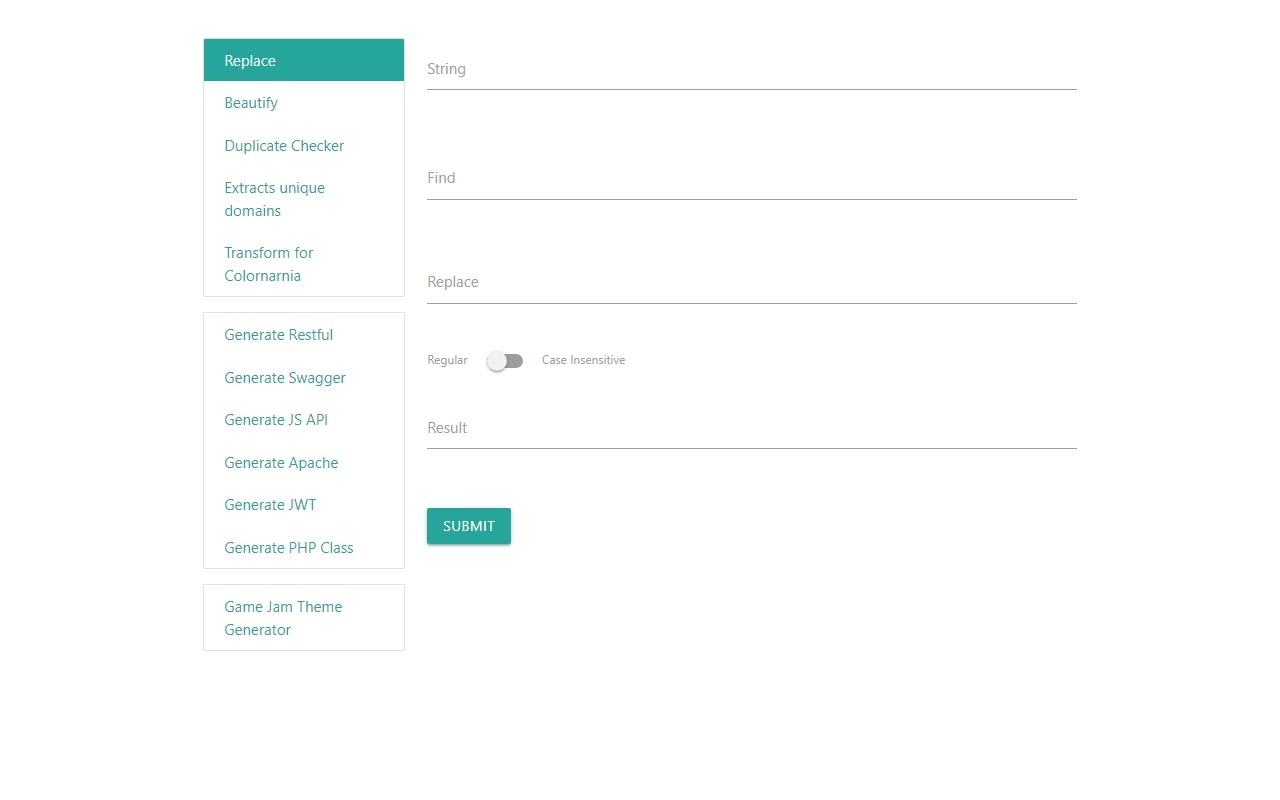 Replace
Beautify
Duplicate Checker
Extracts unique
domains
Transform for
Colornarnia
Generate Restful
Generate Swagger
Generate JS API
Generate Apache
Generate JWT
Generate PHP Class
Game Jam Theme
Generator
String
Find
Replace
Regular Case Insensitive
Result
SUBMIT